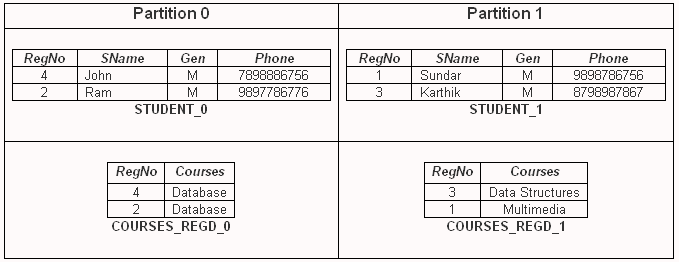 Partition 0 Partition 1
RegNo SName Gen Phone RegNo SName Gen Phone
4 John M 7898886756 1 Sundar M 9898786756
2 Ram M 9897786776 3 Karthik M 8798987867
STUDENT_0 STUDENT_1
RegNo Courses RegNo Courses
4 Database 3 Data Structures
2 Database 1 Multimedia
COURSES_REGD_0 COURSES_REGD_1